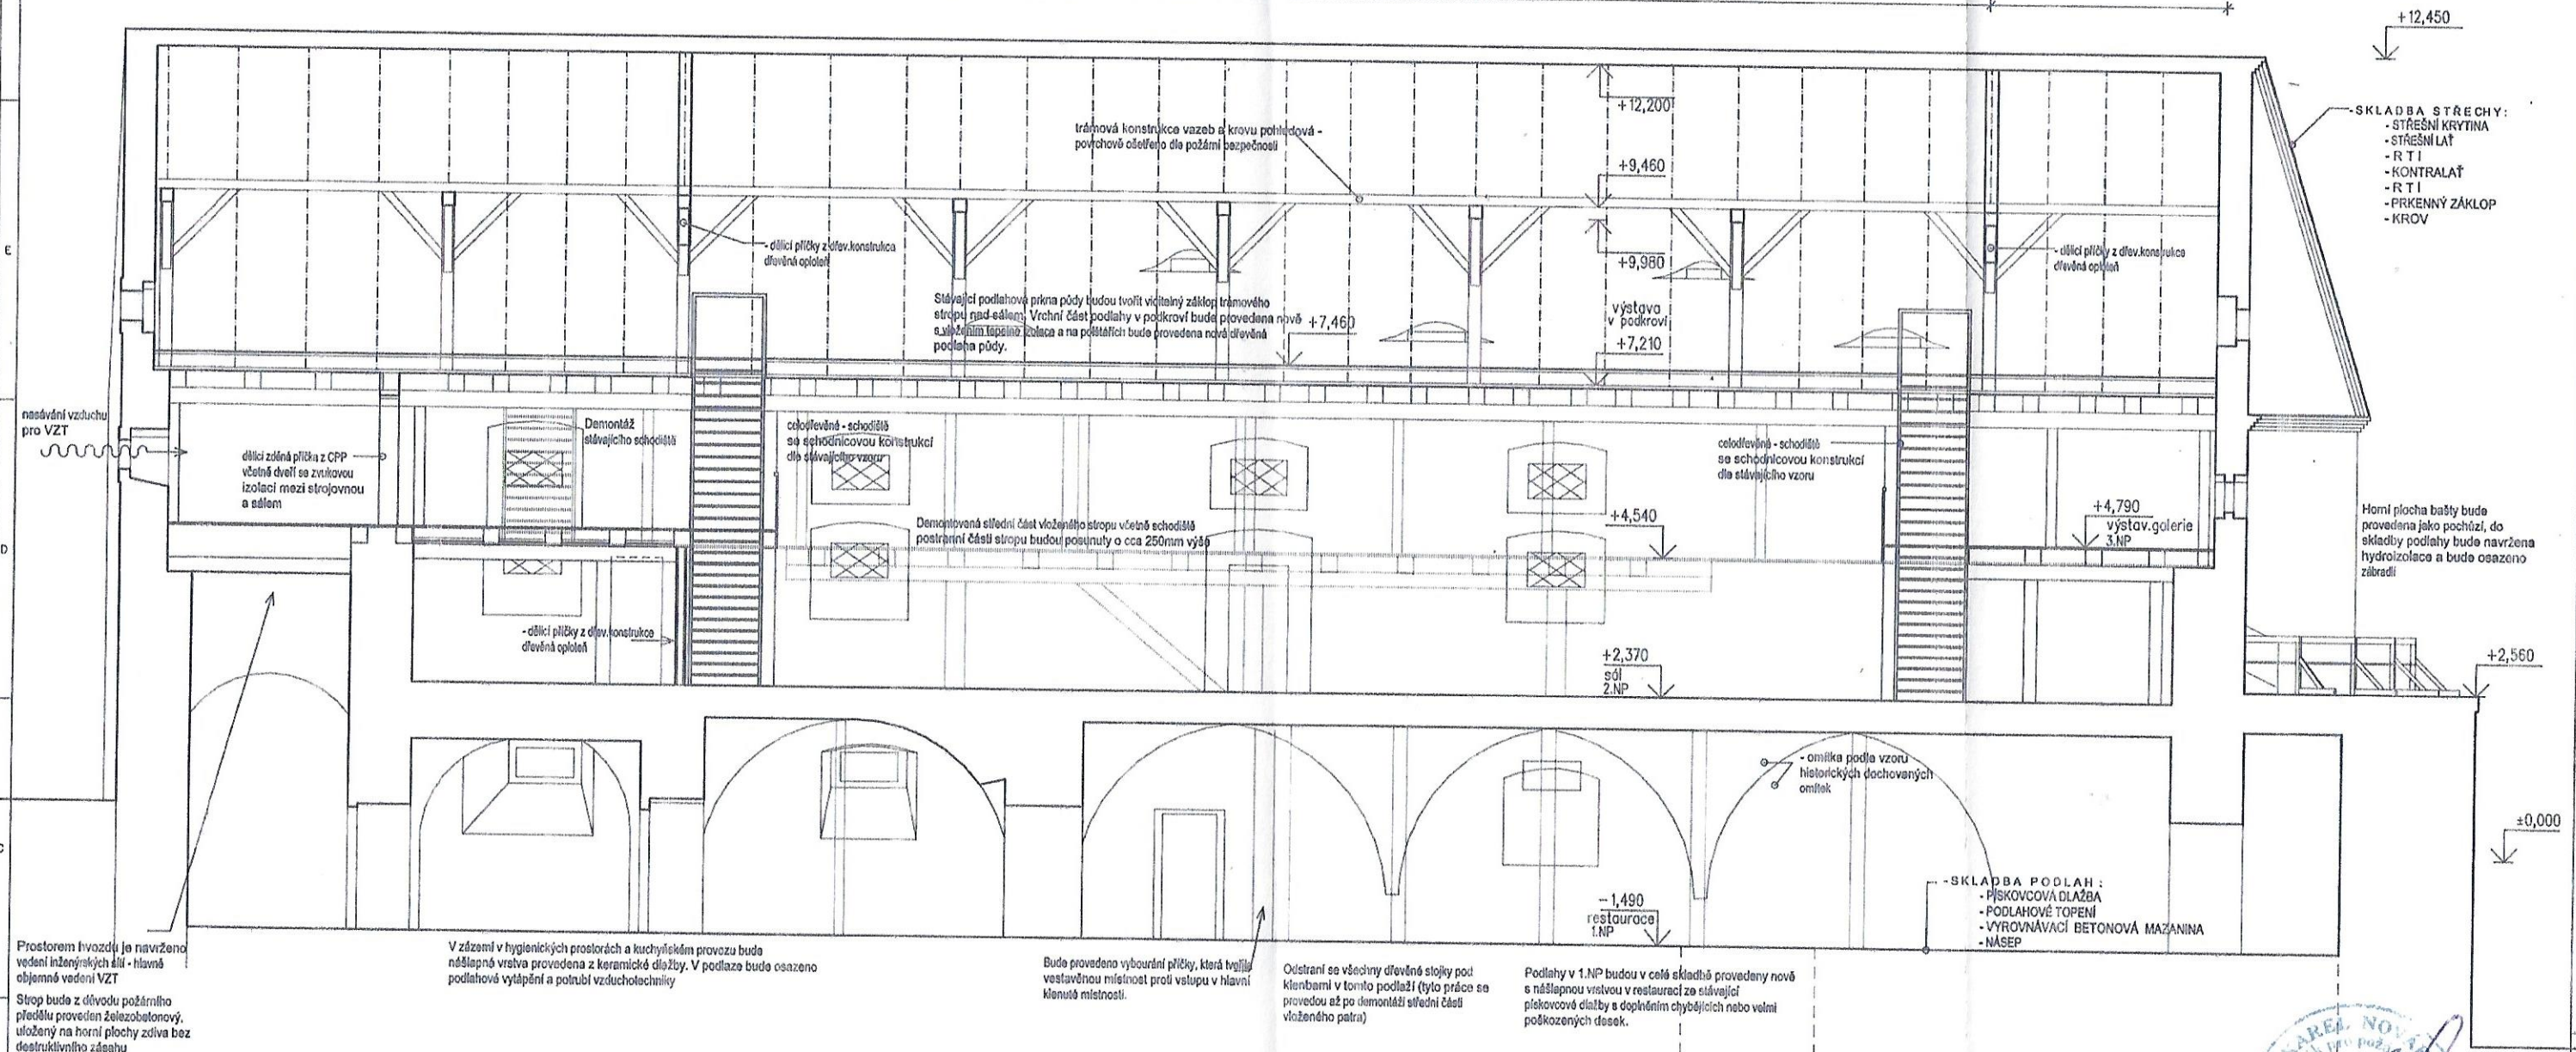 +12,450
-SKLADBA STŘECHY:
- STŘEŠNÍ KRYTINA
- STŘEŠNÍ LAŤ
- R T I
- KONTRALAŤ
- R T I
- PRKENNÝ ZÁKLOP
- KROV
+12,200
trámová konstrukce vazeb a krovu pohledová -
povrchově ošetřeno dle požární bezpečnosti
+9,460
+9,980
- dělící příčky z dřev.konstrukce
dřevěná oploteň
- dělící příčky z dřev.konstrukce
dřevěná oploteň
E
Stávající podlahová prkna půdy budou tvořit viditelný záklop trámového
stropu nad sálem. Vrchní část podlahy v podkroví bude provedena nově
s vložením tepelné izolace a na polštářích bude provedena nová dřevěná
podlaha půdy.
+7,460
výstava
v podkroví
+7,210
nasávání vzduchu
pro VZT
dělící zděná příčka z CPP
včetně dveří se zvukovou
izolací mezi strojovnou
a sálem
Demontáž
stávajícího schodiště
celodřevěné - schodiště
se schodnicovou konstrukcí
dle stávajícího vzoru
celodřevěné - schodiště
se schodnicovou konstrukcí
dle stávajícího vzoru
Demontovaná střední část vloženého stropu včetně schodiště
postranní části stropu budou posunuty o cca 250mm výše
+4,540
+4,790
výstav.galerie
3.NP
Horní plocha bašty bude
provedena jako pochůzí, do
skladby podlahy bude navržena
hydroizolace a bude osazeno
zábradlí
D
- dělící příčky z dřev.konstrukce
dřevěná oploteň
+2,370
sál
2.NP
+2,560
- omítka podle vzoru
historických dochovaných
omítek
±0,000
C
-SKLADBA PODLAH :
- PÍSKOVCOVÁ DLAŽBA
- PODLAHOVÉ TOPENÍ
- VYROVNÁVACÍ BETONOVÁ MAZANINA
- NÁSEP
-1,490
restaurace
1.NP
Prostorem hvozdu je navrženo
vedení inženýrských sítí - hlavně
objemné vedení VZT
Strop bude z důvodu požárního
předělu proveden železobetonový,
uložený na horní plochy zdiva bez
destruktivního zásahu
V zázemí v hygienických prostorách a kuchyňském provozu bude
nášlapná vrstva provedena z keramické dlažby. V podlaze bude osazeno
podlahové vytápění a potrubí vzduchotechniky
Bude provedeno vybourání příčky, která tvořila
vestavěnou místnost proti vstupu v hlavní
klenuté místnosti.
Odstraní se všechny dřevěné stojky pod
klenbami v tomto podlaží (tyto práce se
provedou až po demontáži střední části
vloženého patra)
Podlahy v 1.NP budou v celé skladbě provedeny nově
s nášlapnou vrstvou v restauraci ze stávající
pískovcové dlažby s doplněním chybějících nebo velmi
poškozených desek.
KAREL NOV
pro požá